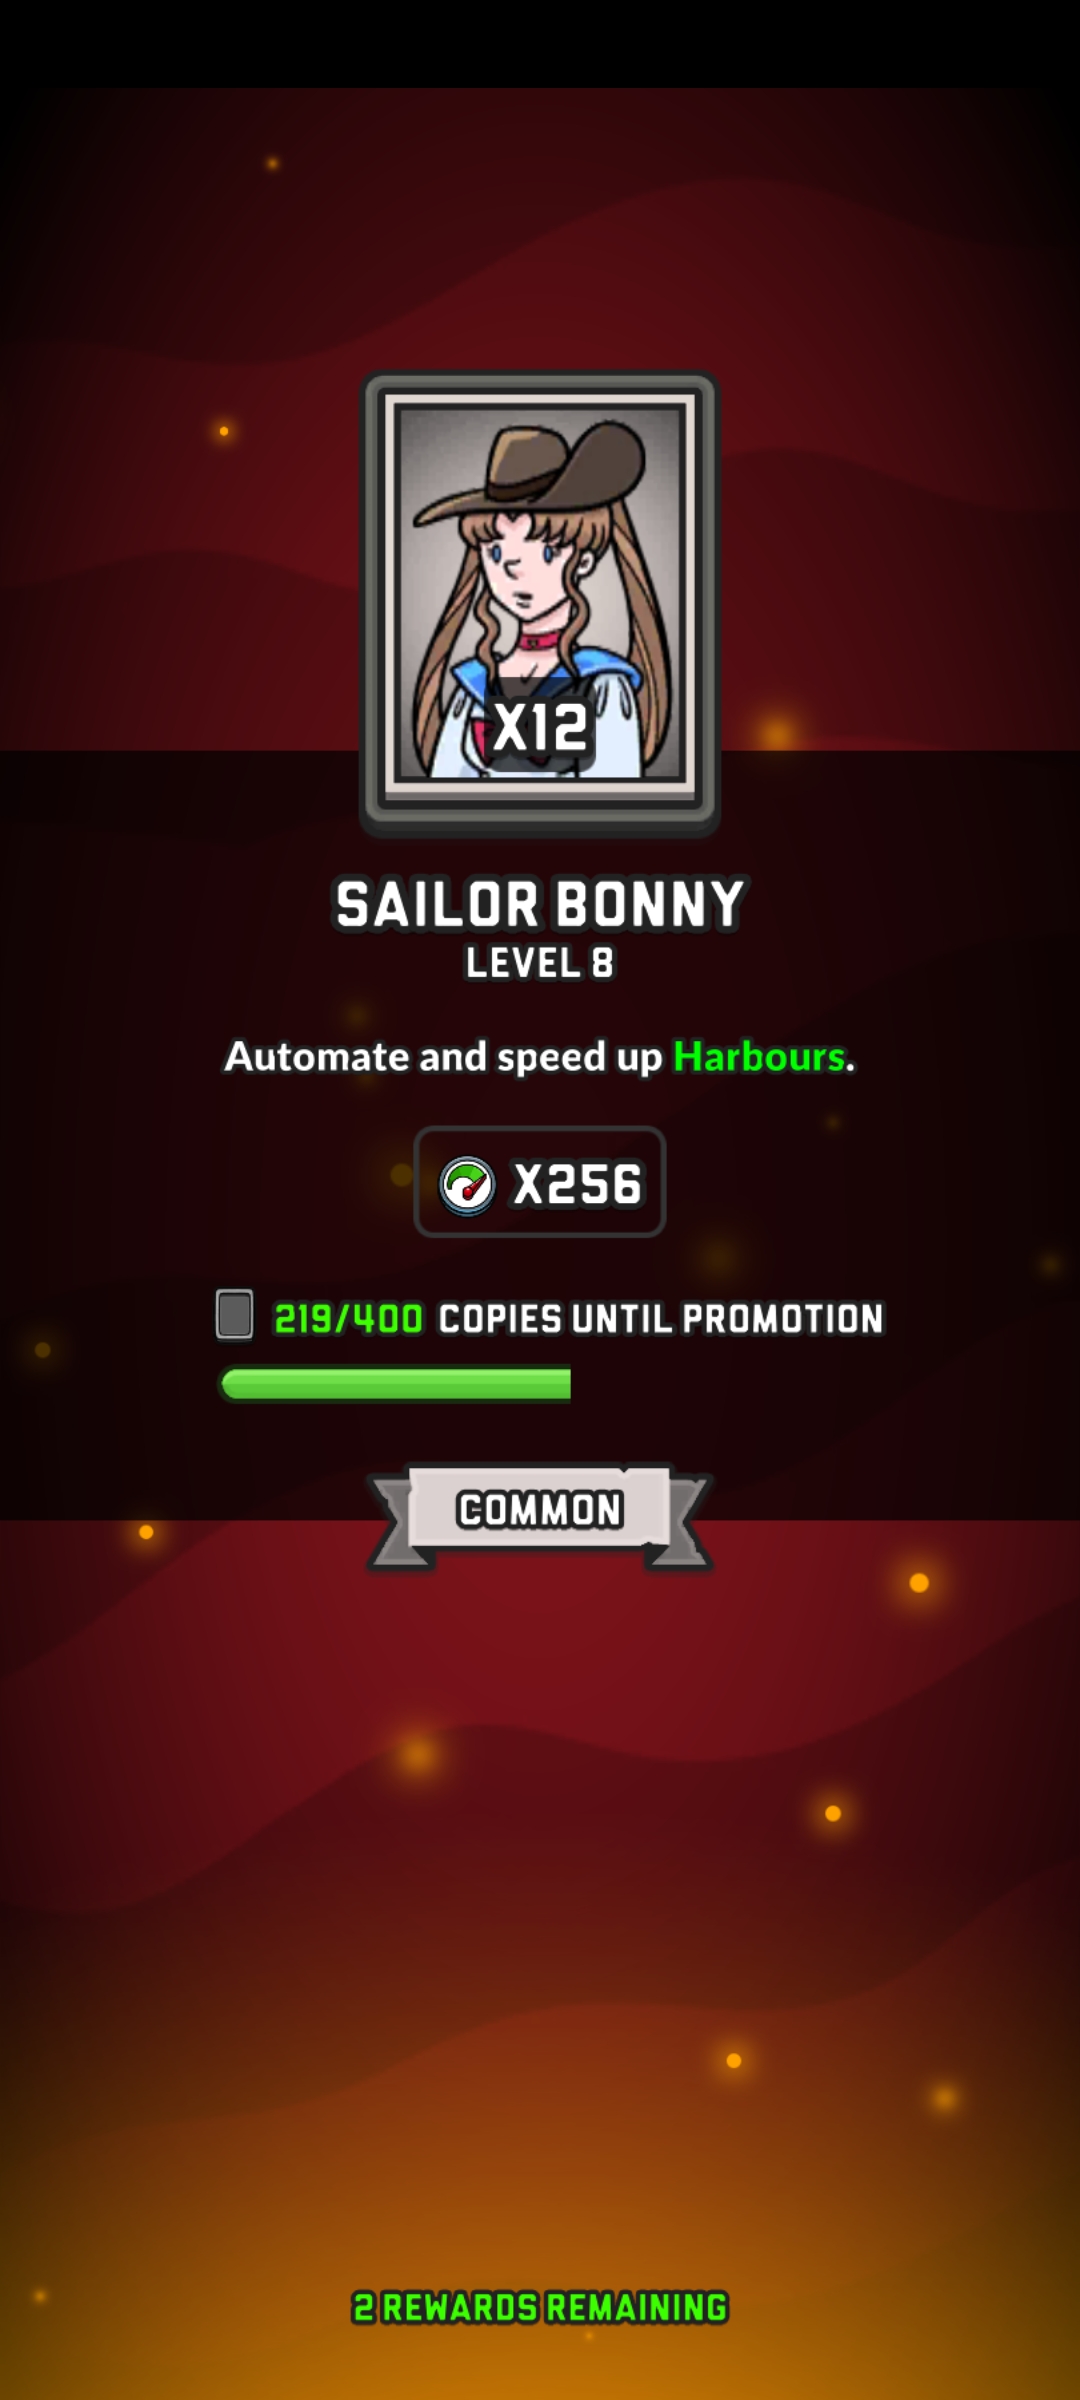 X12
SAILOR BONNY
LEVEL 8
Automate and speed up Harbours.
X256
219/400 COPIES UNTIL PROMOTION
COMMON
2 REWARDS REMAINING